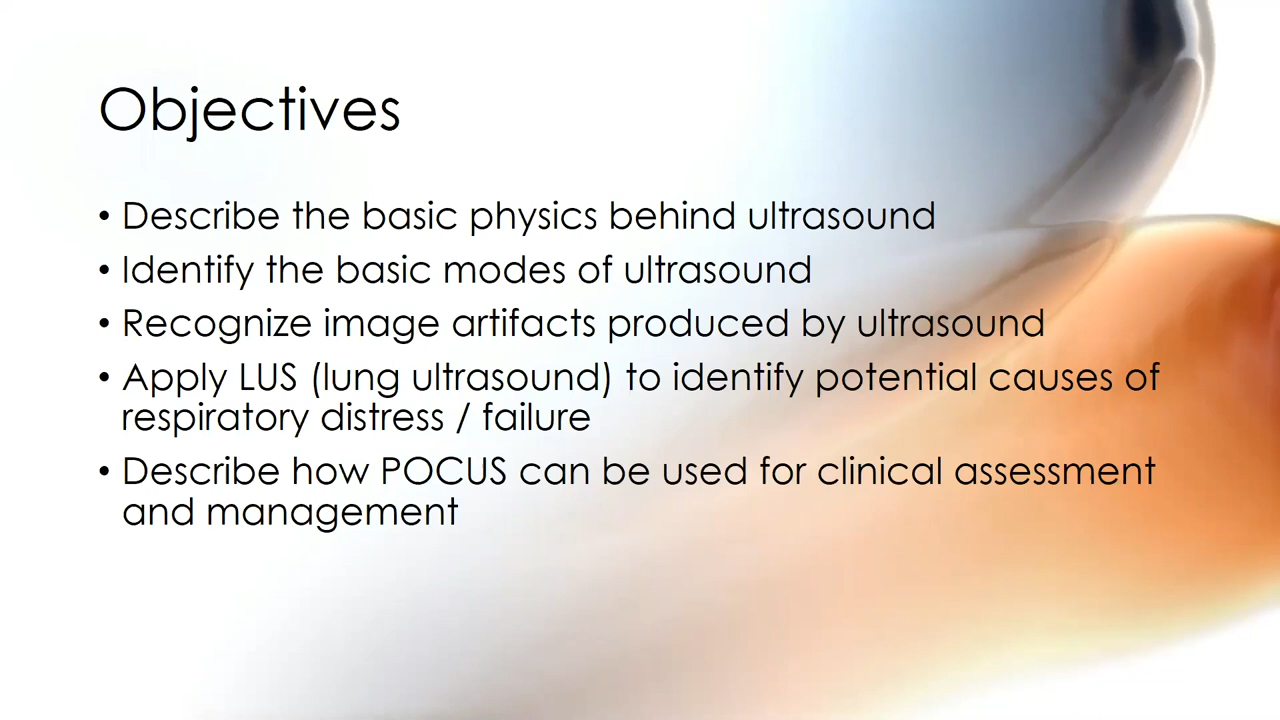 Objectives
• Describe the basic physics behind ultrasound
• Identify the basic modes of ultrasound
• Recognize image artifacts produced by ultrasound
• Apply LUS (lung ultrasound) to identify potential causes of
respiratory distress / failure
• Describe how POCUS can be used for clinical assessment
and management